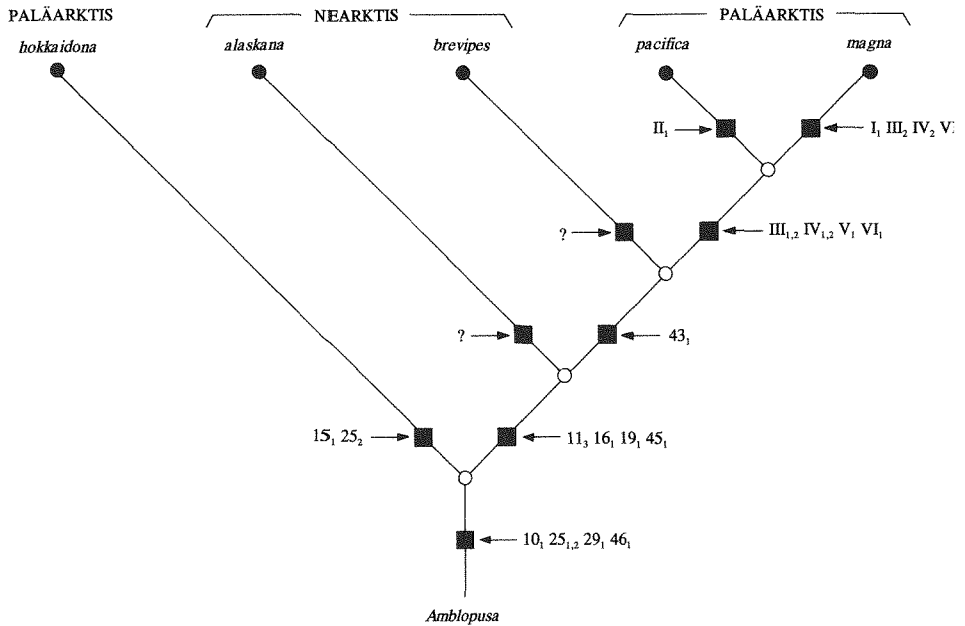 PALÄARKTIS NEARKTIS PALÄARKTIS
hokkaidona alaskana brevipes pacifica magna
II₁ I₁ III₂ IV₂ VI
? III₁,₂ IV₁,₂ V₁ VI₁
? 43₁
15₁ 25₂ 11₃ 16₁ 19₁ 45₁
10₁ 25₁,₂ 29₁ 46₁
Amblopusa